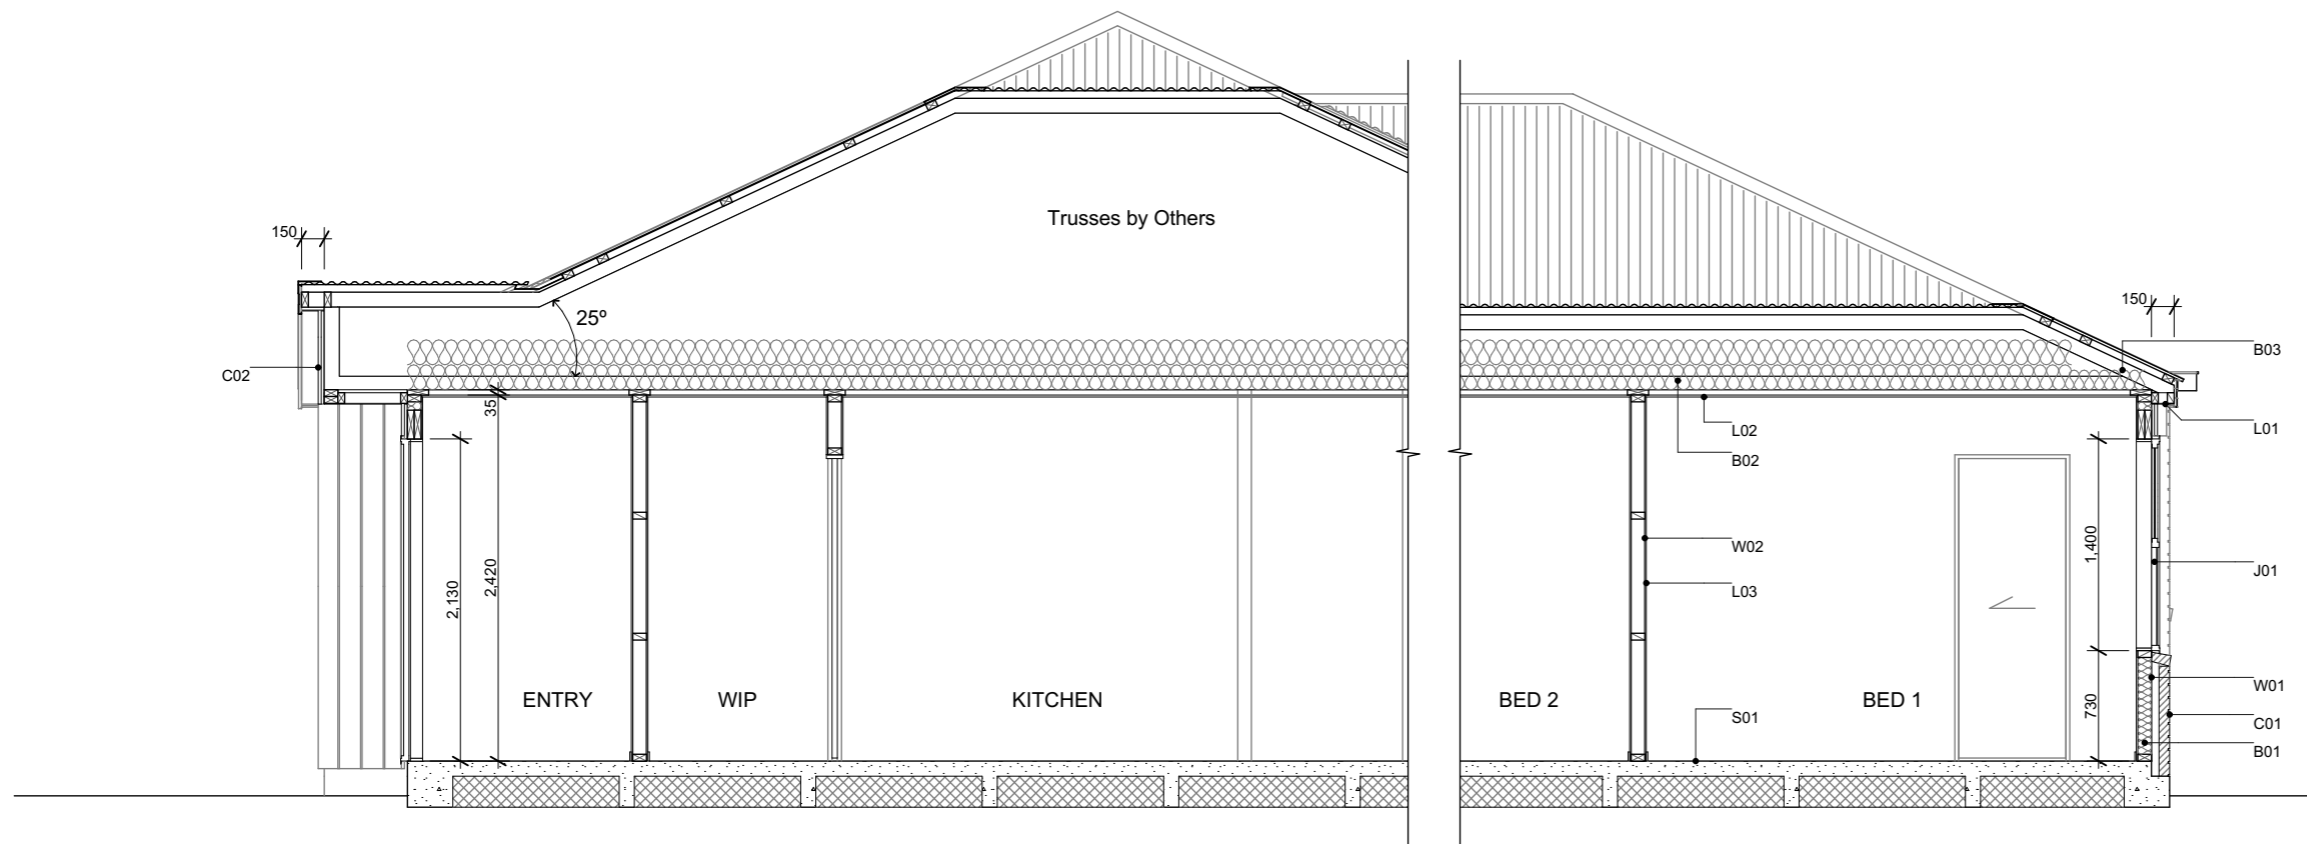 Trusses by Others
150
25º
150
B03
C02
35
L02
L01
B02
2,130
2,420
W02
1,400
J01
L03
ENTRY
WIP
KITCHEN
BED 2
BED 1
S01
730
W01
C01
B01